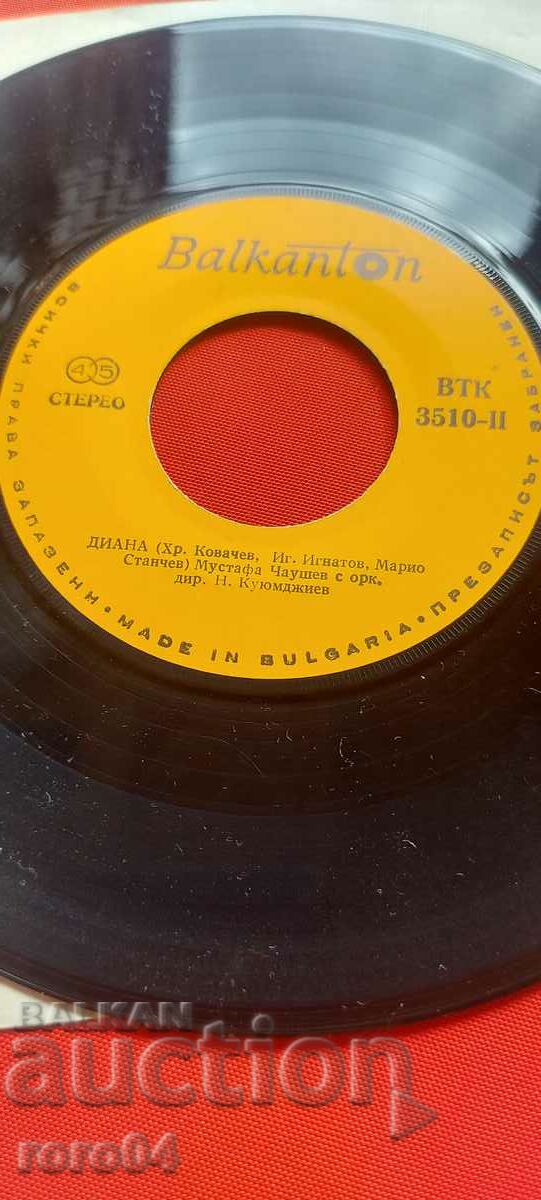 Balkanton
45
СТЕРЕО
ВТК
3510-II
ДИАНА (Хр. Ковачев, Иг. Игнатов, Марио
Станчев) Мустафа Чаушев с орк.
дир. Н. Куюмджиев
ВСИЧКИ ПРАВА ЗАПАЗЕНИ • MADE IN BULGARIA • ПРЕЗАПИСЪТ ЗАБРАНЕН
BALKAN
auction
roro04